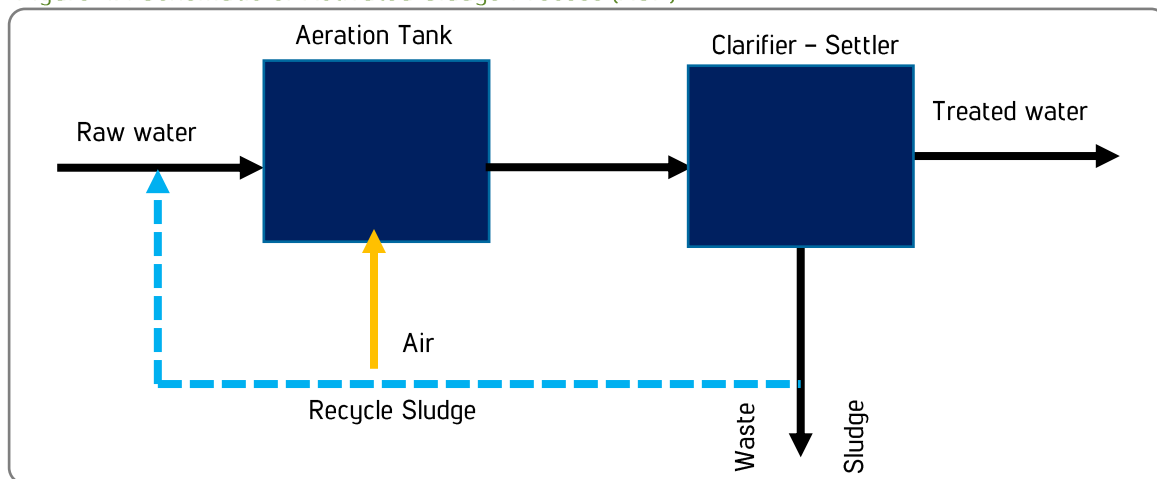 Aeration Tank
Clarifier – Settler
Raw water
Treated water
Air
Recycle Sludge
Waste
Sludge